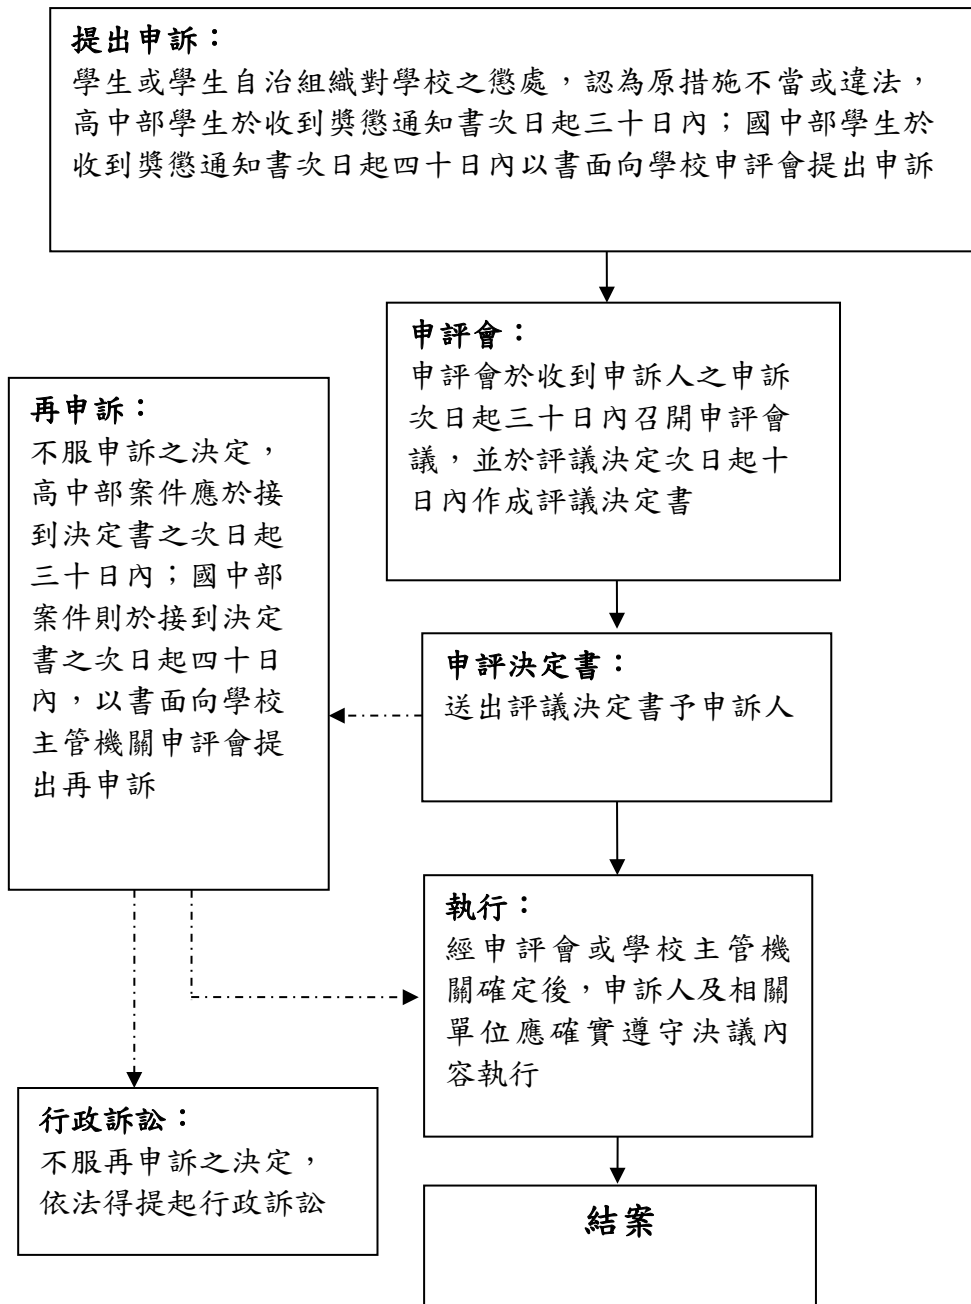 提出申訴：
學生或學生自治組織對學校之懲處，認為原措施不當或違法，
高中部學生於收到獎懲通知書次日起三十日內；國中部學生於
收到獎懲通知書次日起四十日內以書面向學校申評會提出申訴
申評會：
申評會於收到申訴人之申訴
次日起三十日內召開申評會
議，並於評議決定次日起十
日內作成評議決定書
再申訴：
不服申訴之決定，
高中部案件應於接
到決定書之次日起
三十日內；國中部
案件則於接到決定
書之次日起四十日
內，以書面向學校
主管機關申評會提
出再申訴
申評決定書：
送出評議決定書予申訴人
執行：
經申評會或學校主管機
關確定後，申訴人及相關
單位應確實遵守決議內
容執行
行政訴訟：
不服再申訴之決定，
依法得提起行政訴訟
結案